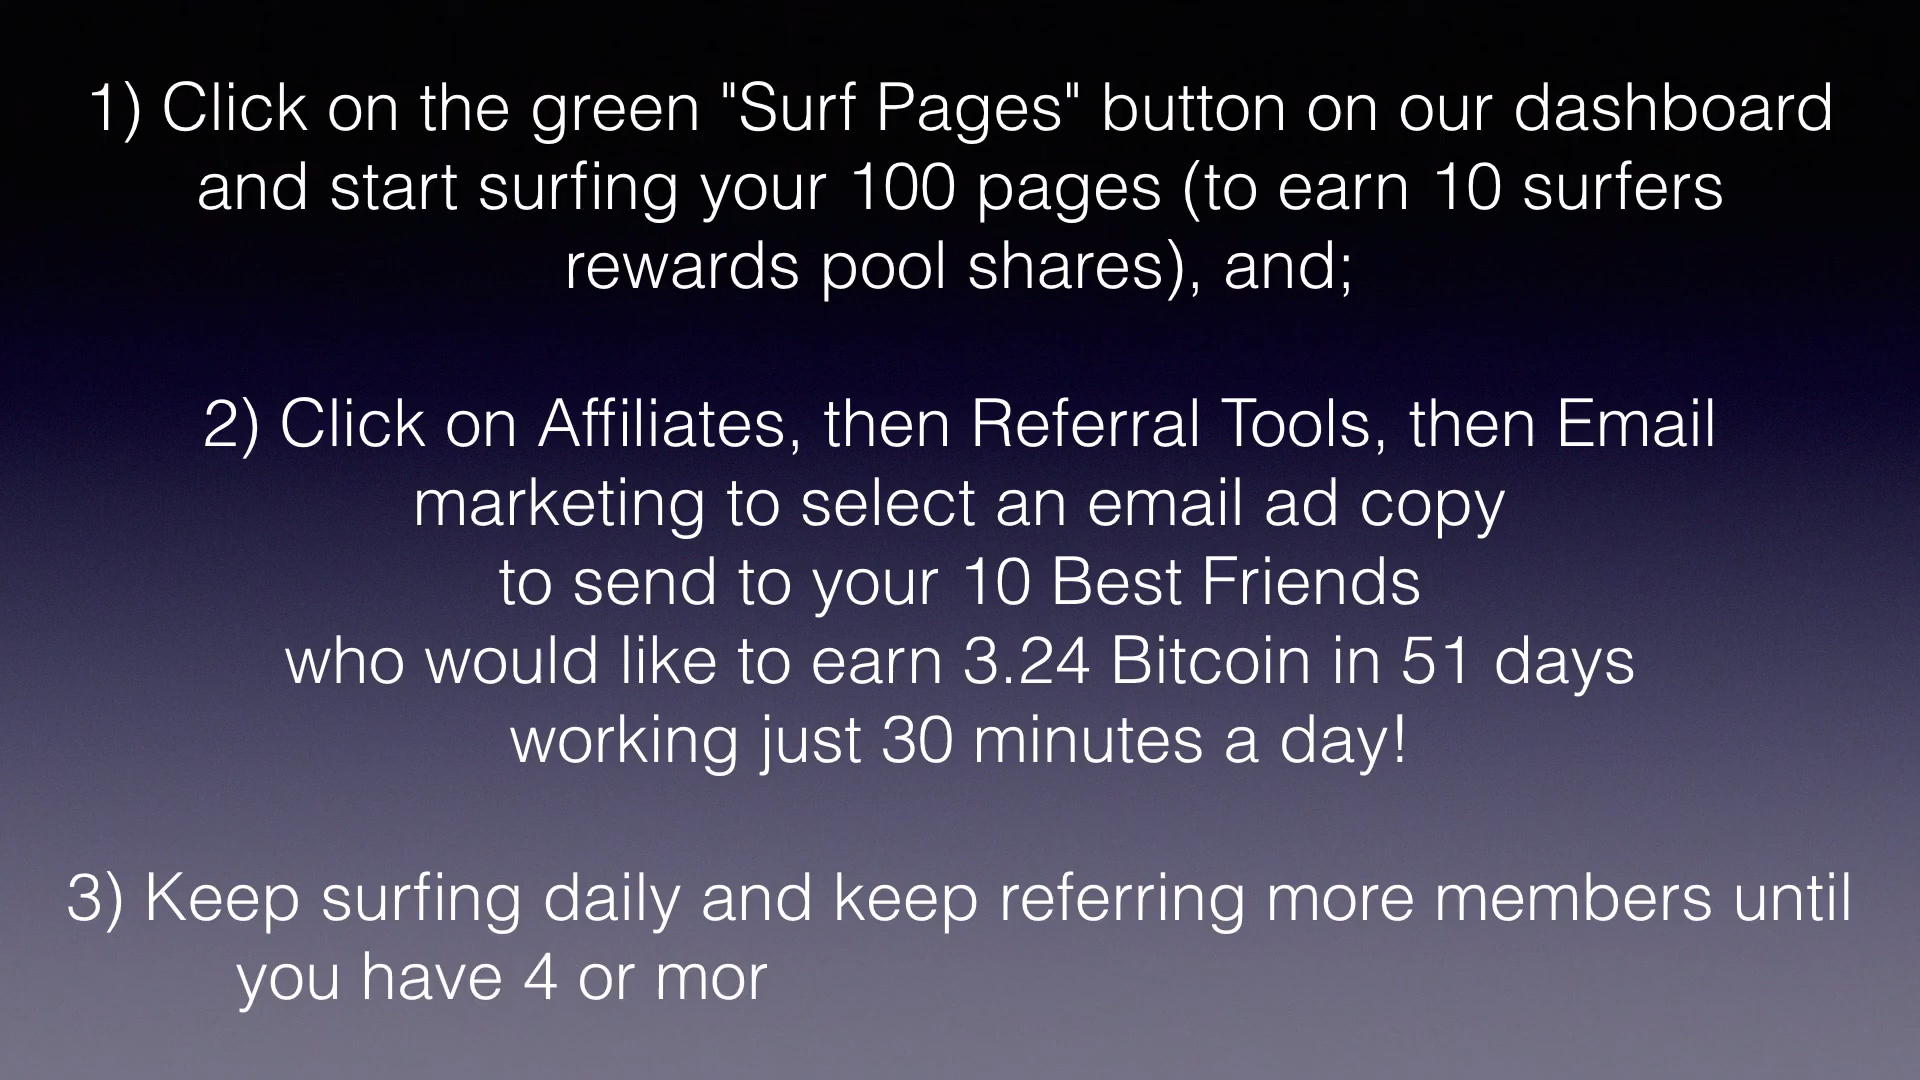 1) Click on the green "Surf Pages" button on our dashboard
and start surfing your 100 pages (to earn 10 surfers
rewards pool shares), and;
2) Click on Affiliates, then Referral Tools, then Email
marketing to select an email ad copy
to send to your 10 Best Friends
who would like to earn 3.24 Bitcoin in 51 days
working just 30 minutes a day!
3) Keep surfing daily and keep referring more members until
you have 4 or mor